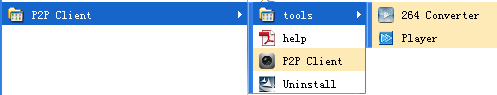 P2P Client
tools
help
P2P Client
Uninstall
264 Converter
Player